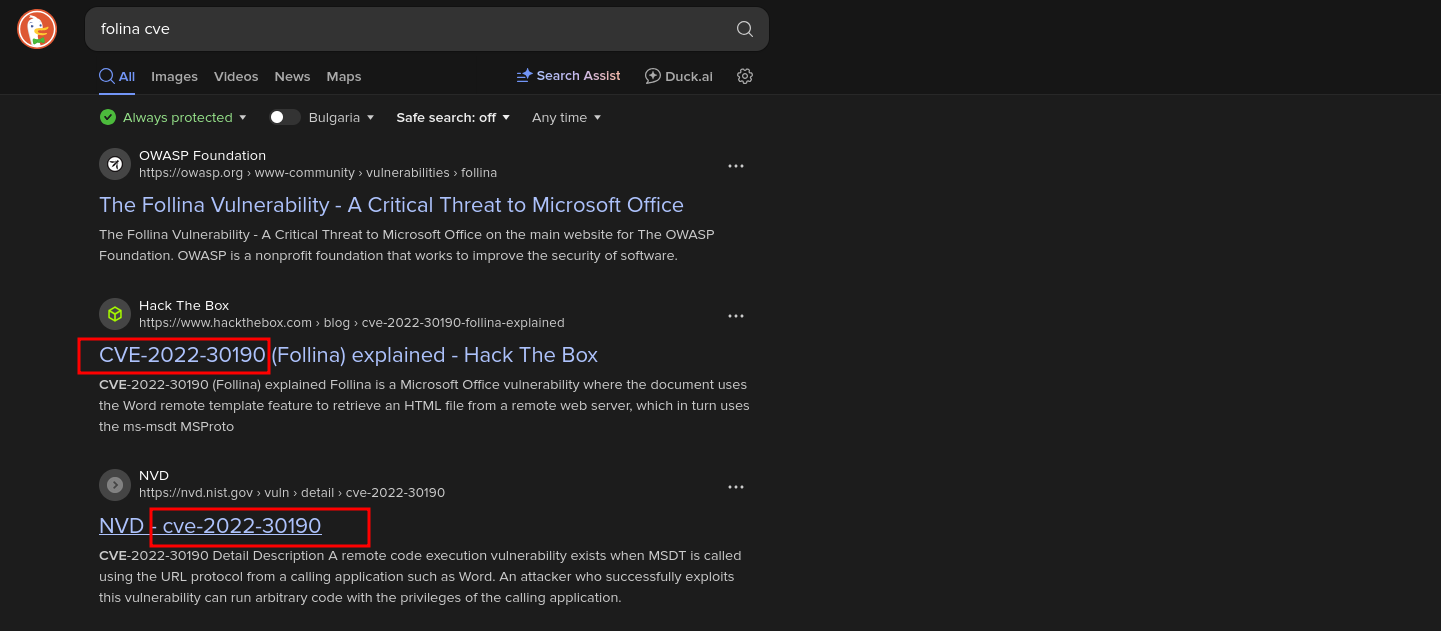 folina cve
All Images Videos News Maps Search Assist Duck.ai
Always protected Bulgaria Safe search: off Any time
OWASP Foundation
https://owasp.org › www-community › vulnerabilities › follina
The Follina Vulnerability - A Critical Threat to Microsoft Office
The Follina Vulnerability - A Critical Threat to Microsoft Office on the main website for The OWASP
Foundation. OWASP is a nonprofit foundation that works to improve the security of software.
Hack The Box
https://www.hackthebox.com › blog › cve-2022-30190-follina-explained
CVE-2022-30190 (Follina) explained - Hack The Box
CVE-2022-30190 (Follina) explained Follina is a Microsoft Office vulnerability where the document uses
the Word remote template feature to retrieve an HTML file from a remote web server, which in turn uses
the ms-msdt MSProto
NVD
https://nvd.nist.gov › vuln › detail › cve-2022-30190
NVD - cve-2022-30190
CVE-2022-30190 Detail Description A remote code execution vulnerability exists when MSDT is called
using the URL protocol from a calling application such as Word. An attacker who successfully exploits
this vulnerability can run arbitrary code with the privileges of the calling application.